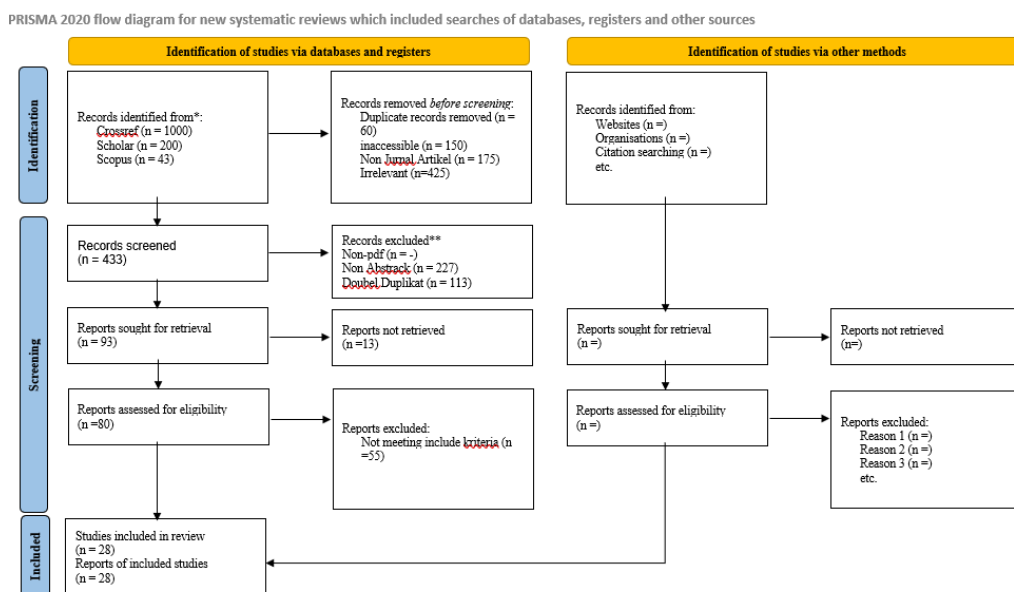 PRISMA 2020 flow diagram for new systematic reviews which included searches of databases, registers and other sources
Identification of studies via databases and registers
Identification of studies via other methods
Identification
Records identified from*:
Crossref (n = 1000)
Scholar (n = 200)
Scopus (n = 43)
Records removed before screening:
Duplicate records removed (n =
60)
inaccessible (n = 150)
Non Jurnal Artikel (n = 175)
Irrelevant (n=425)
Records identified from:
Websites (n =)
Organisations (n =)
Citation searching (n =)
etc.
Screening
Records screened
(n = 433)
Records excluded**
Non-pdf (n = -)
Non Abstrack (n = 227)
Doubel Duplikat (n = 113)
Reports sought for retrieval
(n = 93)
Reports not retrieved
(n =13)
Reports sought for retrieval
(n =)
Reports not retrieved
(n=)
Reports assessed for eligibility
(n =80)
Reports excluded:
Not meeting include kriteria (n
=55)
Reports assessed for eligibility
(n =)
Reports excluded:
Reason 1 (n =)
Reason 2 (n =)
Reason 3 (n =)
etc.
Included
Studies included in review
(n = 28)
Reports of included studies
(n = 28)